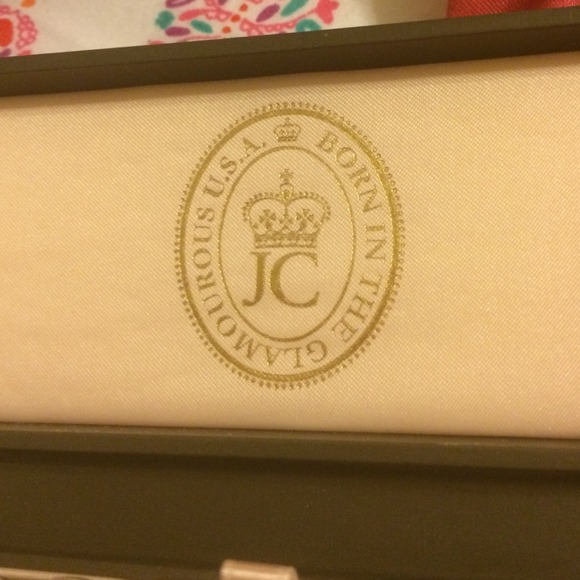 BORN IN THE GLAMOUROUS U.S.A.
JC